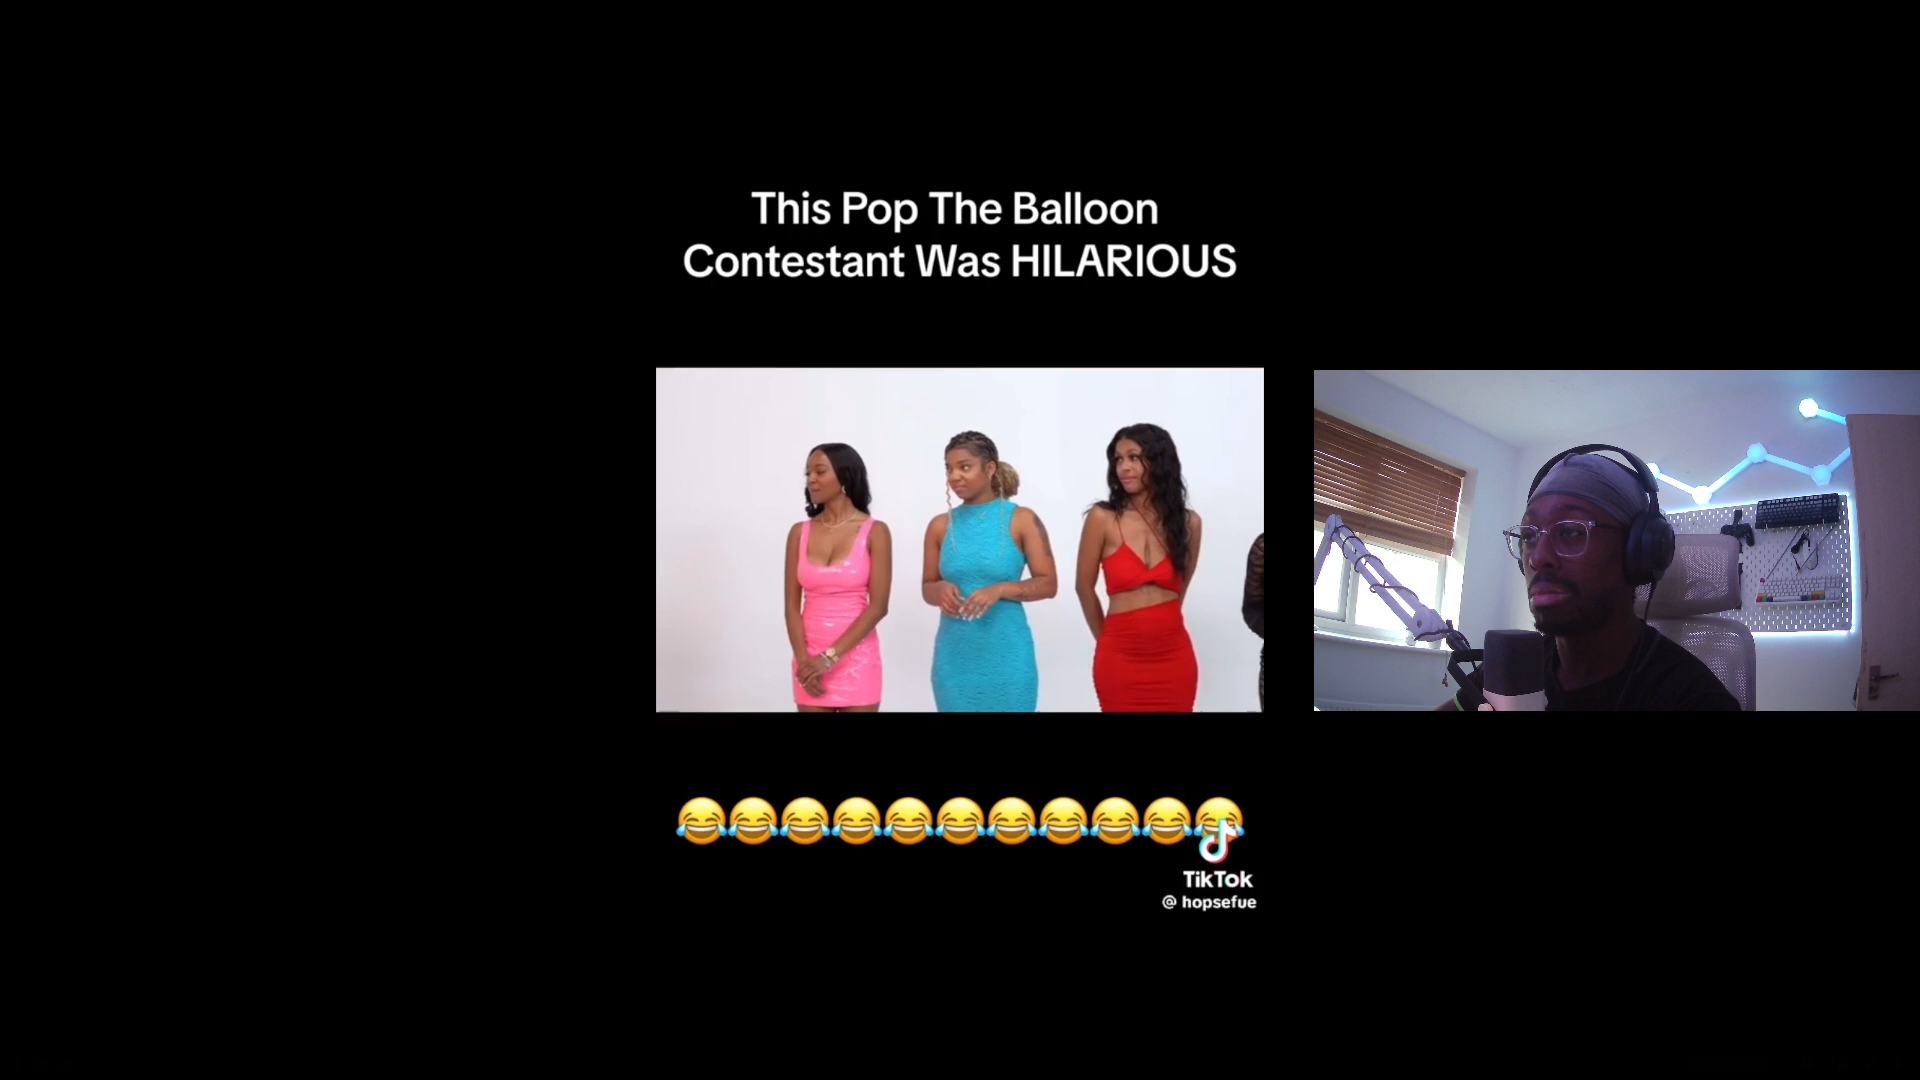 This Pop The Balloon
Contestant Was HILARIOUS
😂😂😂😂😂😂😂😂😂😂😂
TikTok
@ hopsefue